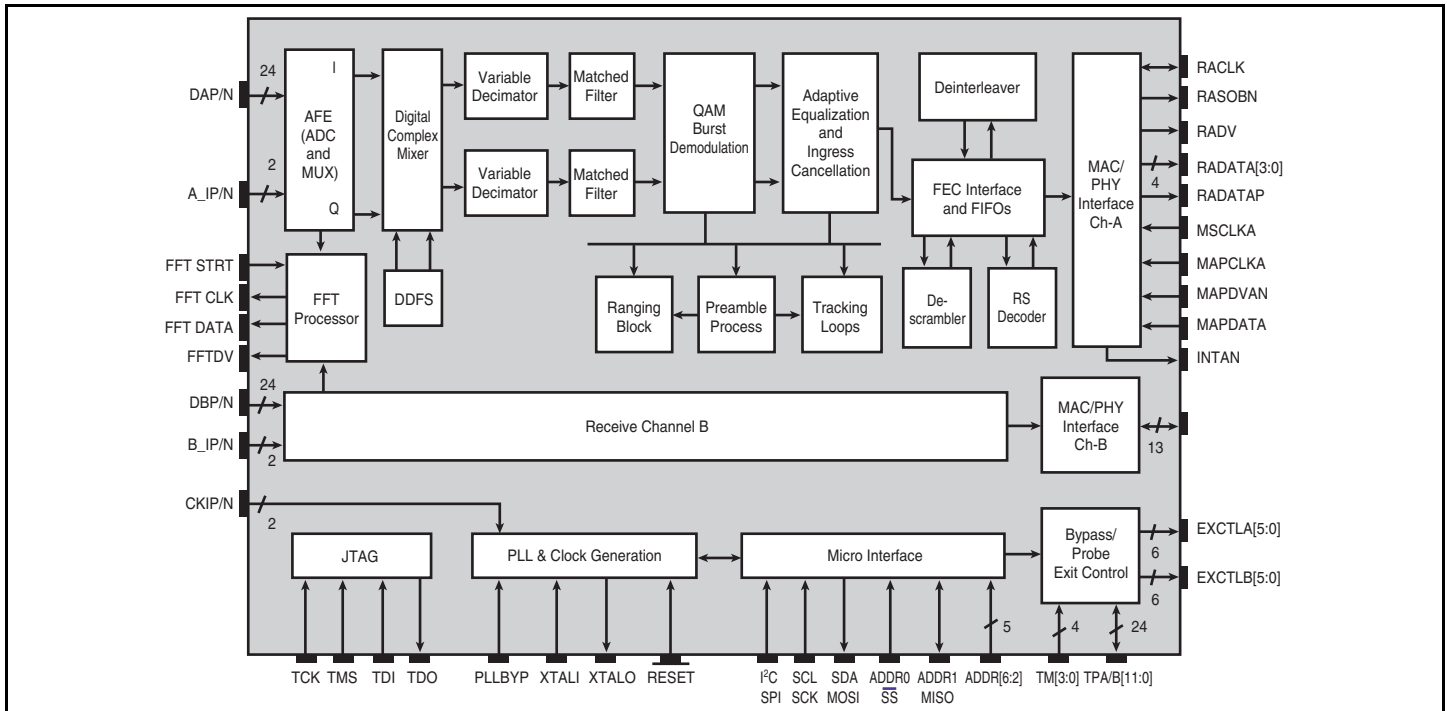 24
DAP/N
2
A_IP/N
FFT STRT
FFT CLK
FFT DATA
FFTDV
24
DBP/N
B_IP/N
2
CKIP/N
2
I
AFE
(ADC
and
MUX)
Q
Digital
Complex
Mixer
Variable
Decimator
Matched
Filter
Variable
Decimator
Matched
Filter
QAM
Burst
Demodulation
Adaptive
Equalization
and
Ingress
Cancellation
Deinterleaver
FEC Interface
and FIFOs
MAC/
PHY
Interface
Ch-A
FFT
Processor
DDFS
Ranging
Block
Preamble
Process
Tracking
Loops
De-
scrambler
RS
Decoder
RACLK
RASOBN
RADV
RADATA[3:0]
4
RADATAP
MSCLKA
MAPCLKA
MAPDVAN
MAPDATA
INTAN
Receive Channel B
MAC/PHY
Interface
Ch-B
13
JTAG
PLL & Clock Generation
Micro Interface
Bypass/
Probe
Exit Control
EXCTLA[5:0]
6
EXCTLB[5:0]
6
5
4
24
TCK
TMS
TDI
TDO
PLLBYP
XTALI
XTALO
RESET
I²C
SPI
SCL
SCK
SDA
MOSI
ADDR0
SS
ADDR1
MISO
ADDR[6:2]
TM[3:0]
TPA/B[11:0]